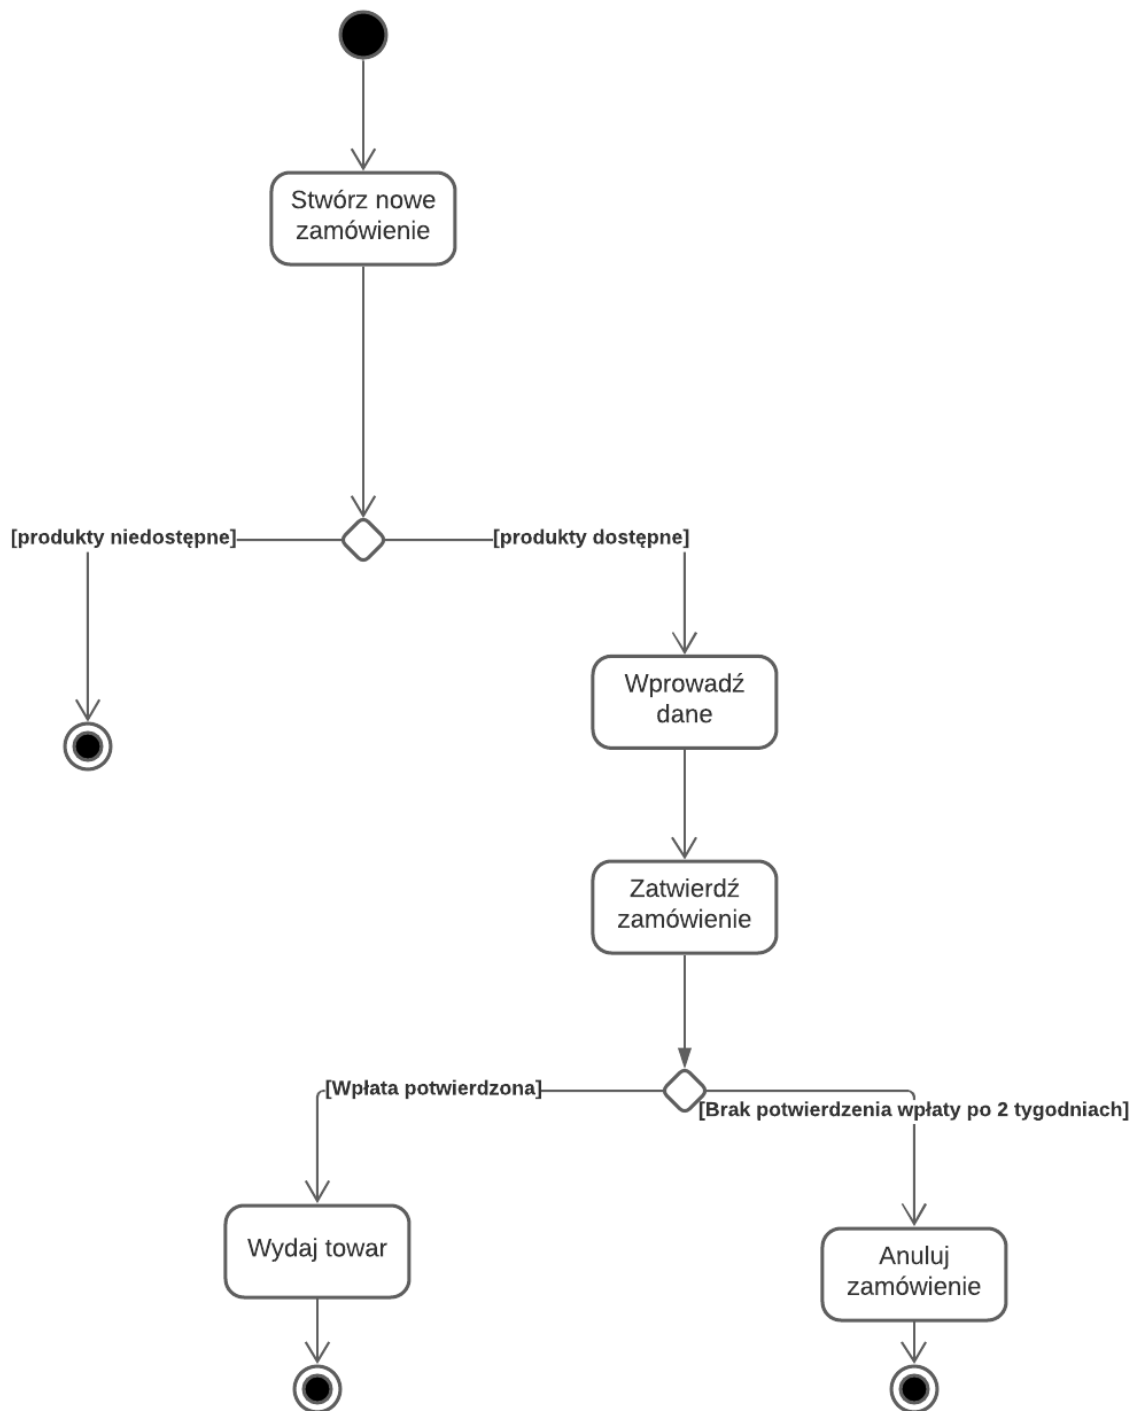 Stwórz nowe
zamówienie
[produkty niedostępne]
[produkty dostępne]
Wprowadź
dane
Zatwierdź
zamówienie
[Wpłata potwierdzona]
[Brak potwierdzenia wpłaty po 2 tygodniach]
Wydaj towar
Anuluj
zamówienie